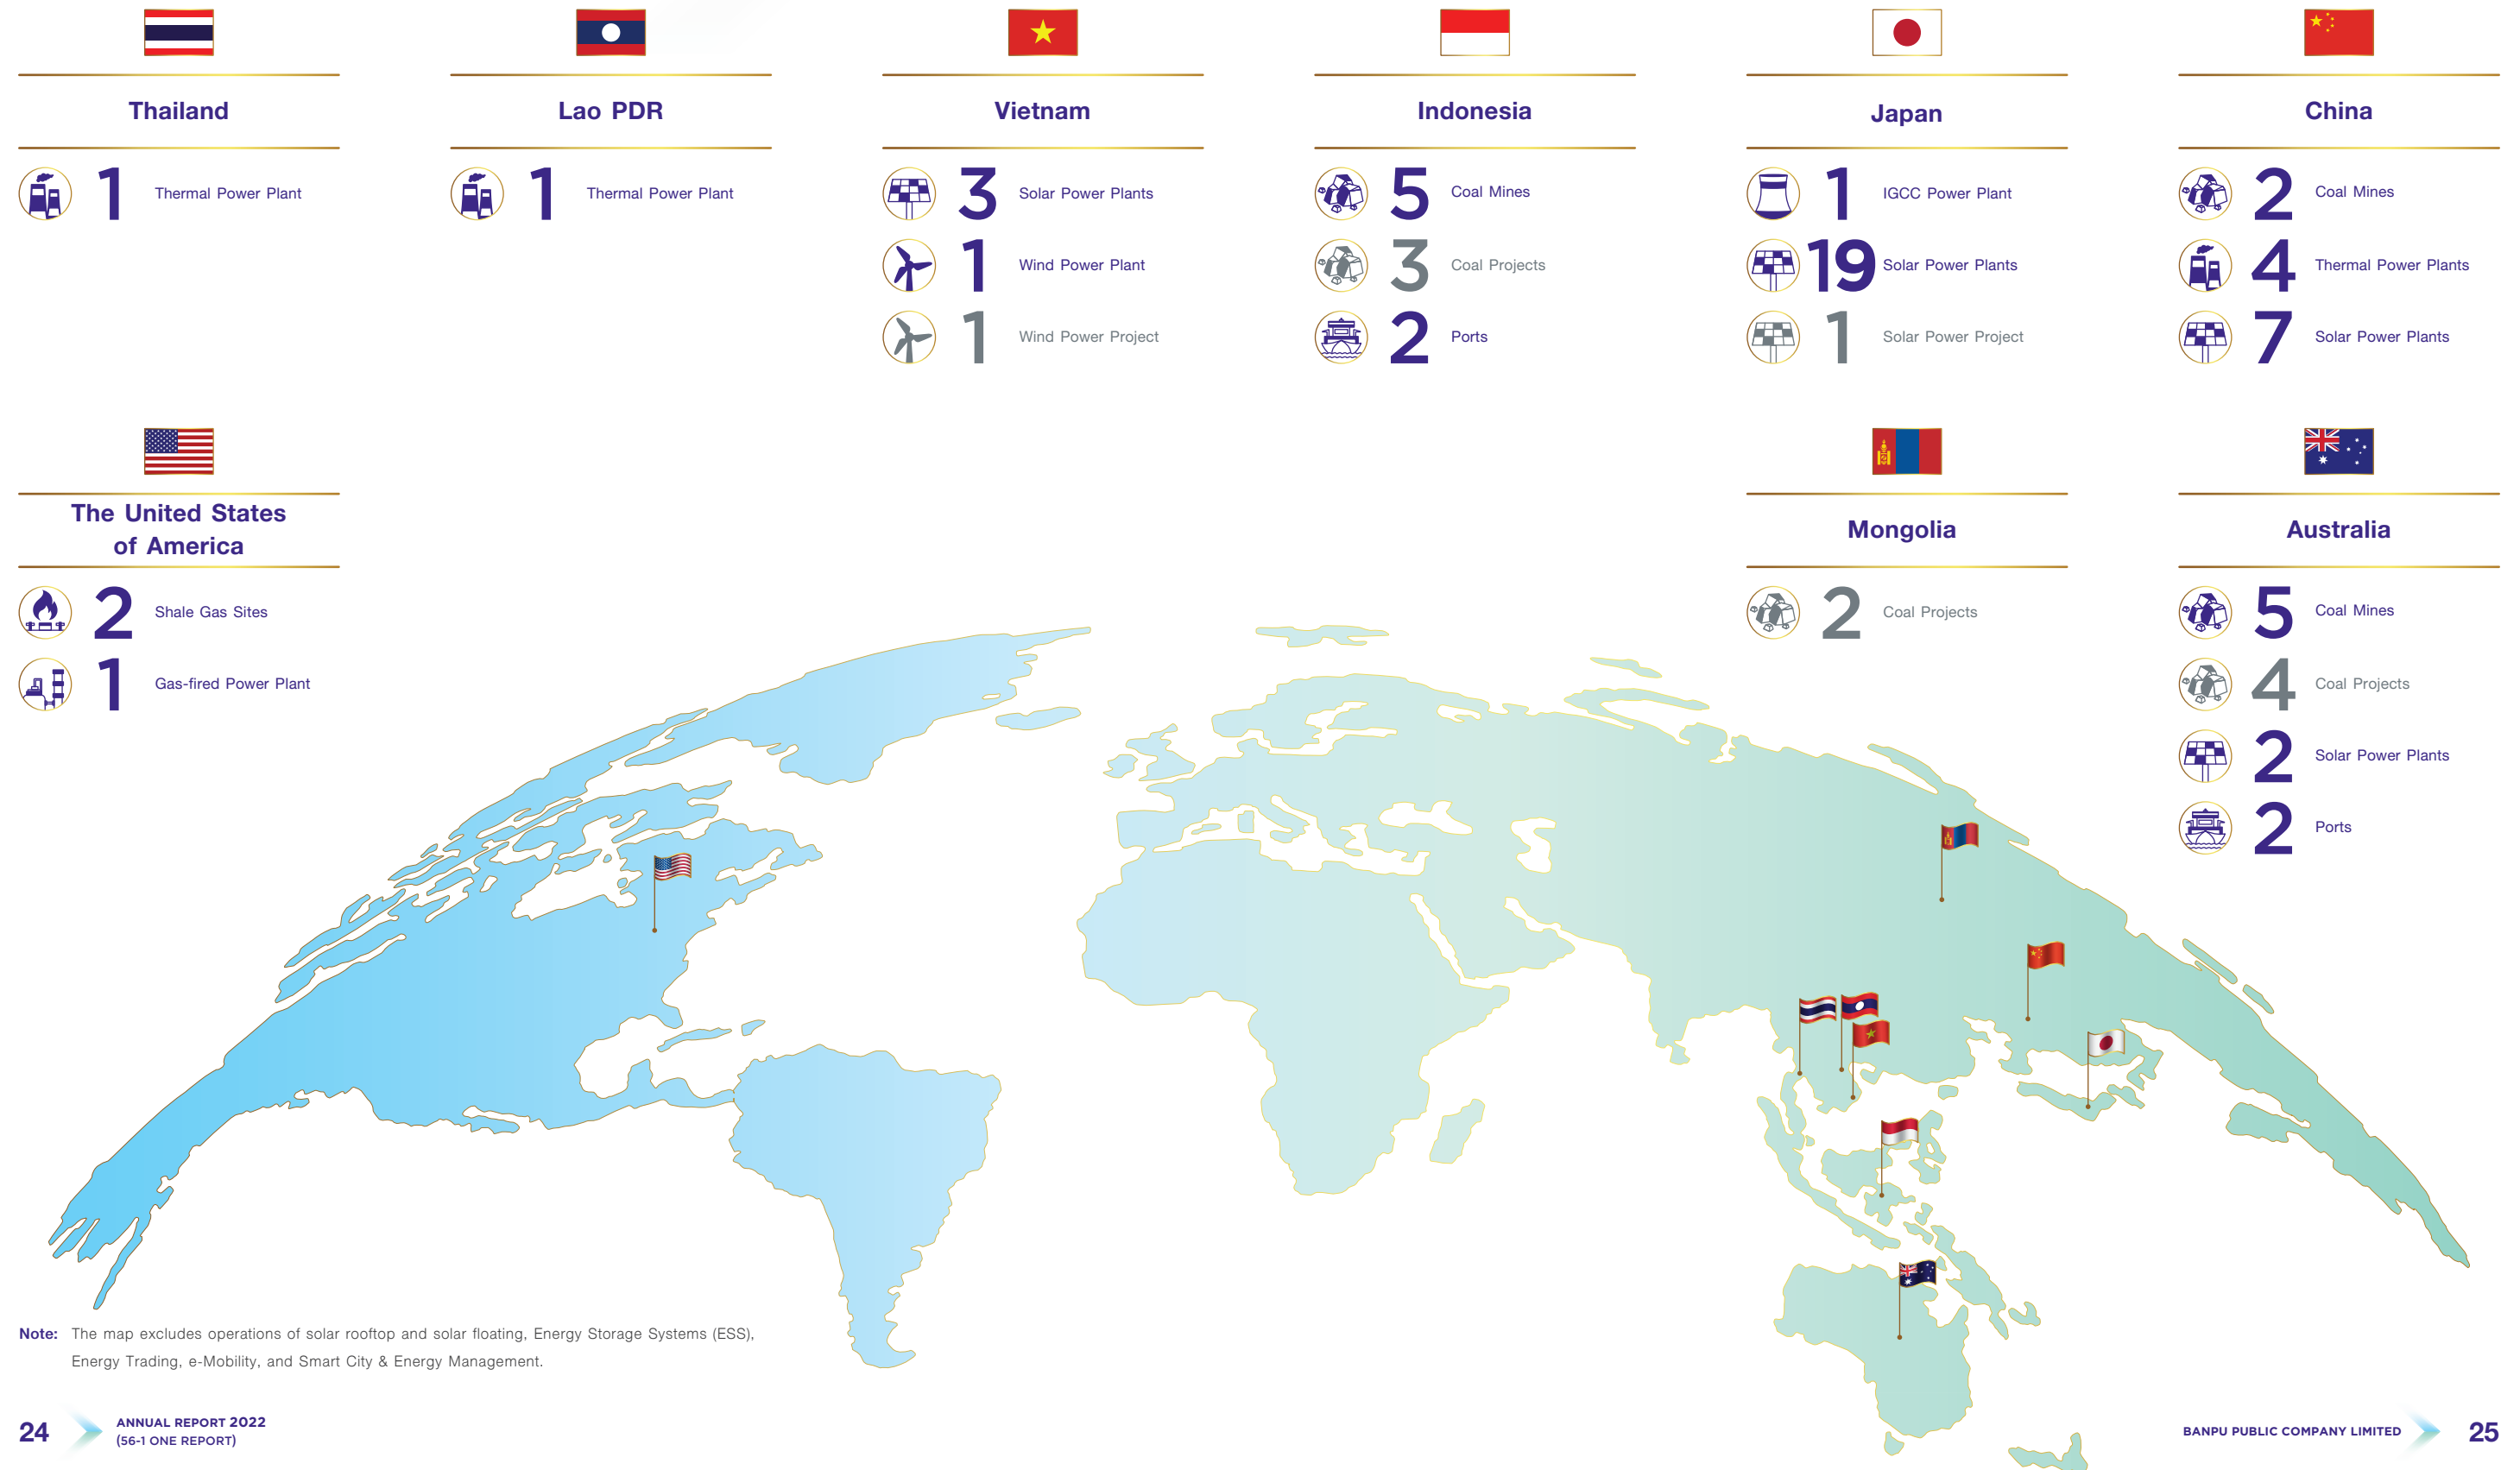 Thailand
1 Thermal Power Plant
Lao PDR
1 Thermal Power Plant
Vietnam
3 Solar Power Plants
1 Wind Power Plant
1 Wind Power Project
Indonesia
5 Coal Mines
3 Coal Projects
2 Ports
Japan
1 IGCC Power Plant
19 Solar Power Plants
1 Solar Power Project
China
2 Coal Mines
4 Thermal Power Plants
7 Solar Power Plants
The United States
of America
2 Shale Gas Sites
1 Gas-fired Power Plant
Mongolia
2 Coal Projects
Australia
5 Coal Mines
4 Coal Projects
2 Solar Power Plants
2 Ports
Note: The map excludes operations of solar rooftop and solar floating, Energy Storage Systems (ESS),
Energy Trading, e-Mobility, and Smart City & Energy Management.
24 ANNUAL REPORT 2022
(56-1 ONE REPORT)
BANPU PUBLIC COMPANY LIMITED 25